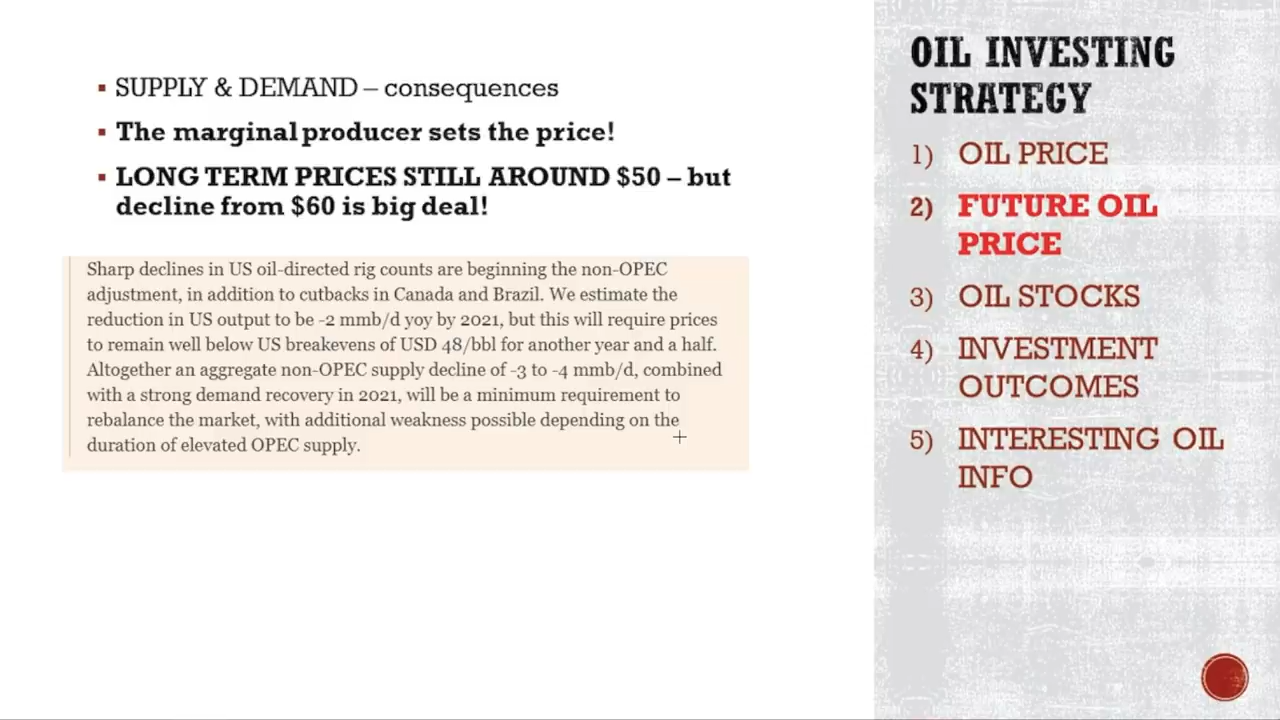 ▪ SUPPLY & DEMAND – consequences
▪ The marginal producer sets the price!
▪ LONG TERM PRICES STILL AROUND $50 – but
decline from $60 is big deal!
Sharp declines in US oil-directed rig counts are beginning the non-OPEC
adjustment, in addition to cutbacks in Canada and Brazil. We estimate the
reduction in US output to be -2 mmb/d yoy by 2021, but this will require prices
to remain well below US breakevens of USD 48/bbl for another year and a half.
Altogether an aggregate non-OPEC supply decline of -3 to -4 mmb/d, combined
with a strong demand recovery in 2021, will be a minimum requirement to
rebalance the market, with additional weakness possible depending on the
duration of elevated OPEC supply.
OIL INVESTING
STRATEGY
1) OIL PRICE
2) FUTURE OIL
PRICE
3) OIL STOCKS
4) INVESTMENT
OUTCOMES
5) INTERESTING OIL
INFO